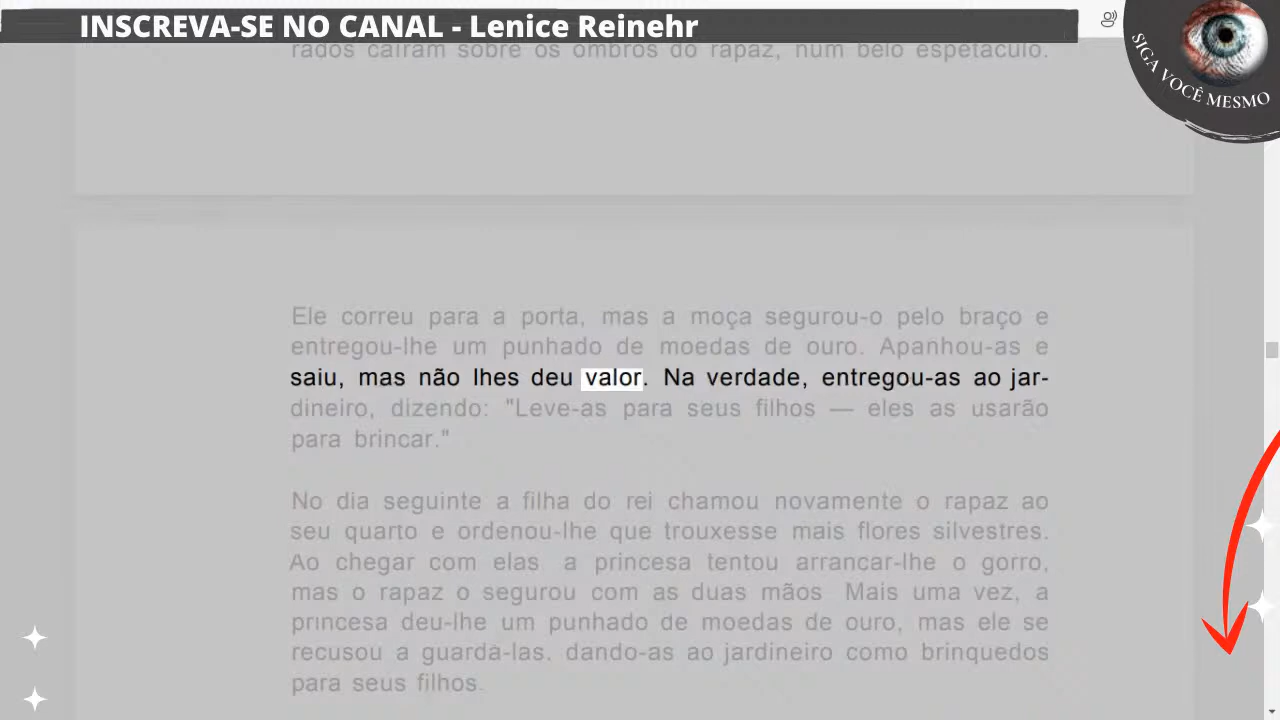 INSCREVA-SE NO CANAL - Lenice Reinehr
SIGA VOCÊ MESMO
rados caíram sobre os ombros do rapaz, num belo espetáculo.
Ele correu para a porta, mas a moça segurou-o pelo braço e
entregou-lhe um punhado de moedas de ouro. Apanhou-as e
saiu, mas não lhes deu valor. Na verdade, entregou-as ao jar-
dineiro, dizendo: "Leve-as para seus filhos — eles as usarão
para brincar."
No dia seguinte a filha do rei chamou novamente o rapaz ao
seu quarto e ordenou-lhe que trouxesse mais flores silvestres.
Ao chegar com elas a princesa tentou arrancar-lhe o gorro,
mas o rapaz o segurou com as duas mãos Mais uma vez, a
princesa deu-lhe um punhado de moedas de ouro, mas ele se
recusou a guardá-las. dando-as ao jardineiro como brinquedos
para seus filhos.